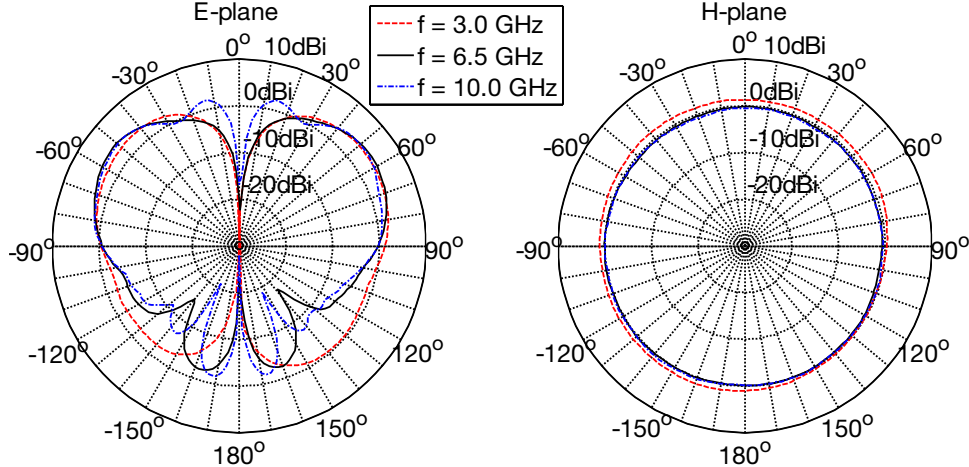 E-plane
f = 3.0 GHz
f = 6.5 GHz
f = 10.0 GHz
H-plane
0° 10dBi
-30° 30°
0dBi
-60° 10dBi 60°
-20dBi
-90° 90°
-120° 120°
-150° 150°
180°
0° 10dBi
-30° 30°
0dBi
-60° -10dBi 60°
-20dBi
-90° 90°
-120° 120°
-150° 150°
180°